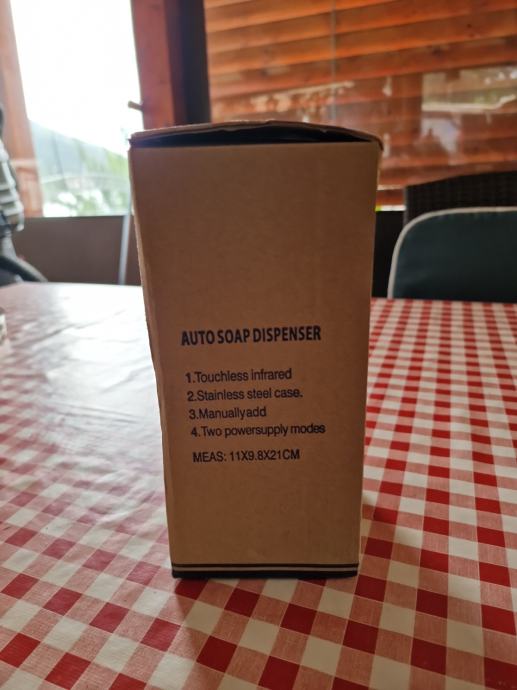 AUTO SOAP DISPENSER
1.Touchless infrared
2.Stainless steel case.
3.Manuallyadd
4.Two powersupply modes
MEAS: 11X9.8X21CM